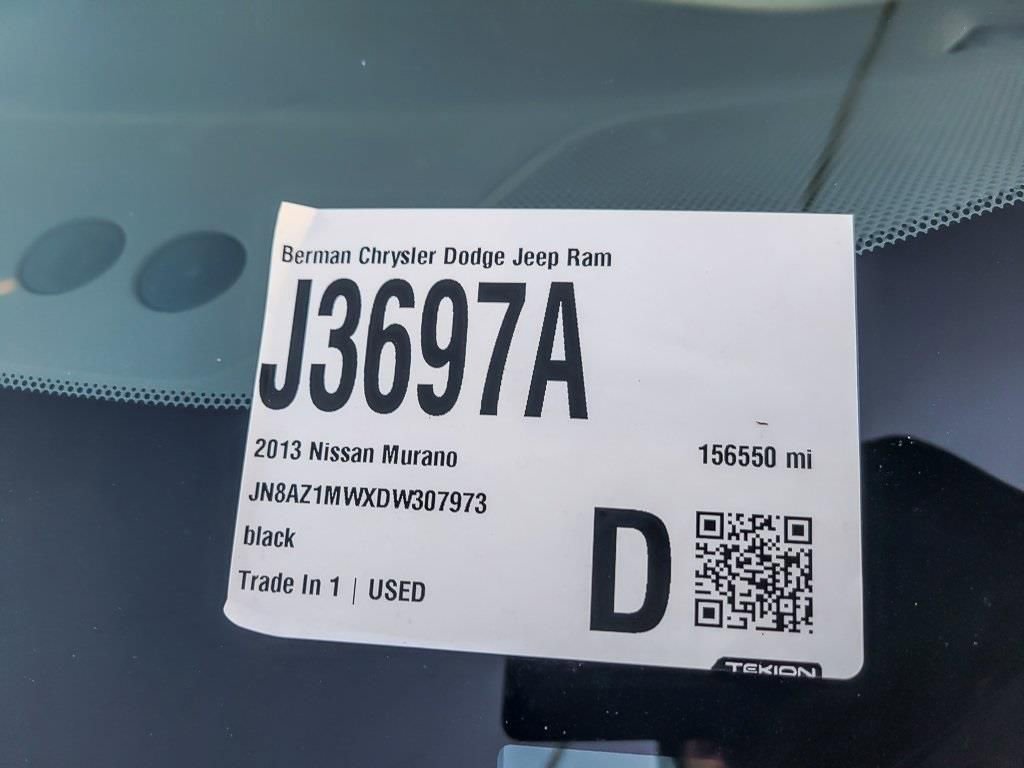 Berman Chrysler Dodge Jeep Ram
J3697A
2013 Nissan Murano
156550 mi
JN8AZ1MWXDW307973
black
D
Trade In 1 | USED
TEKION